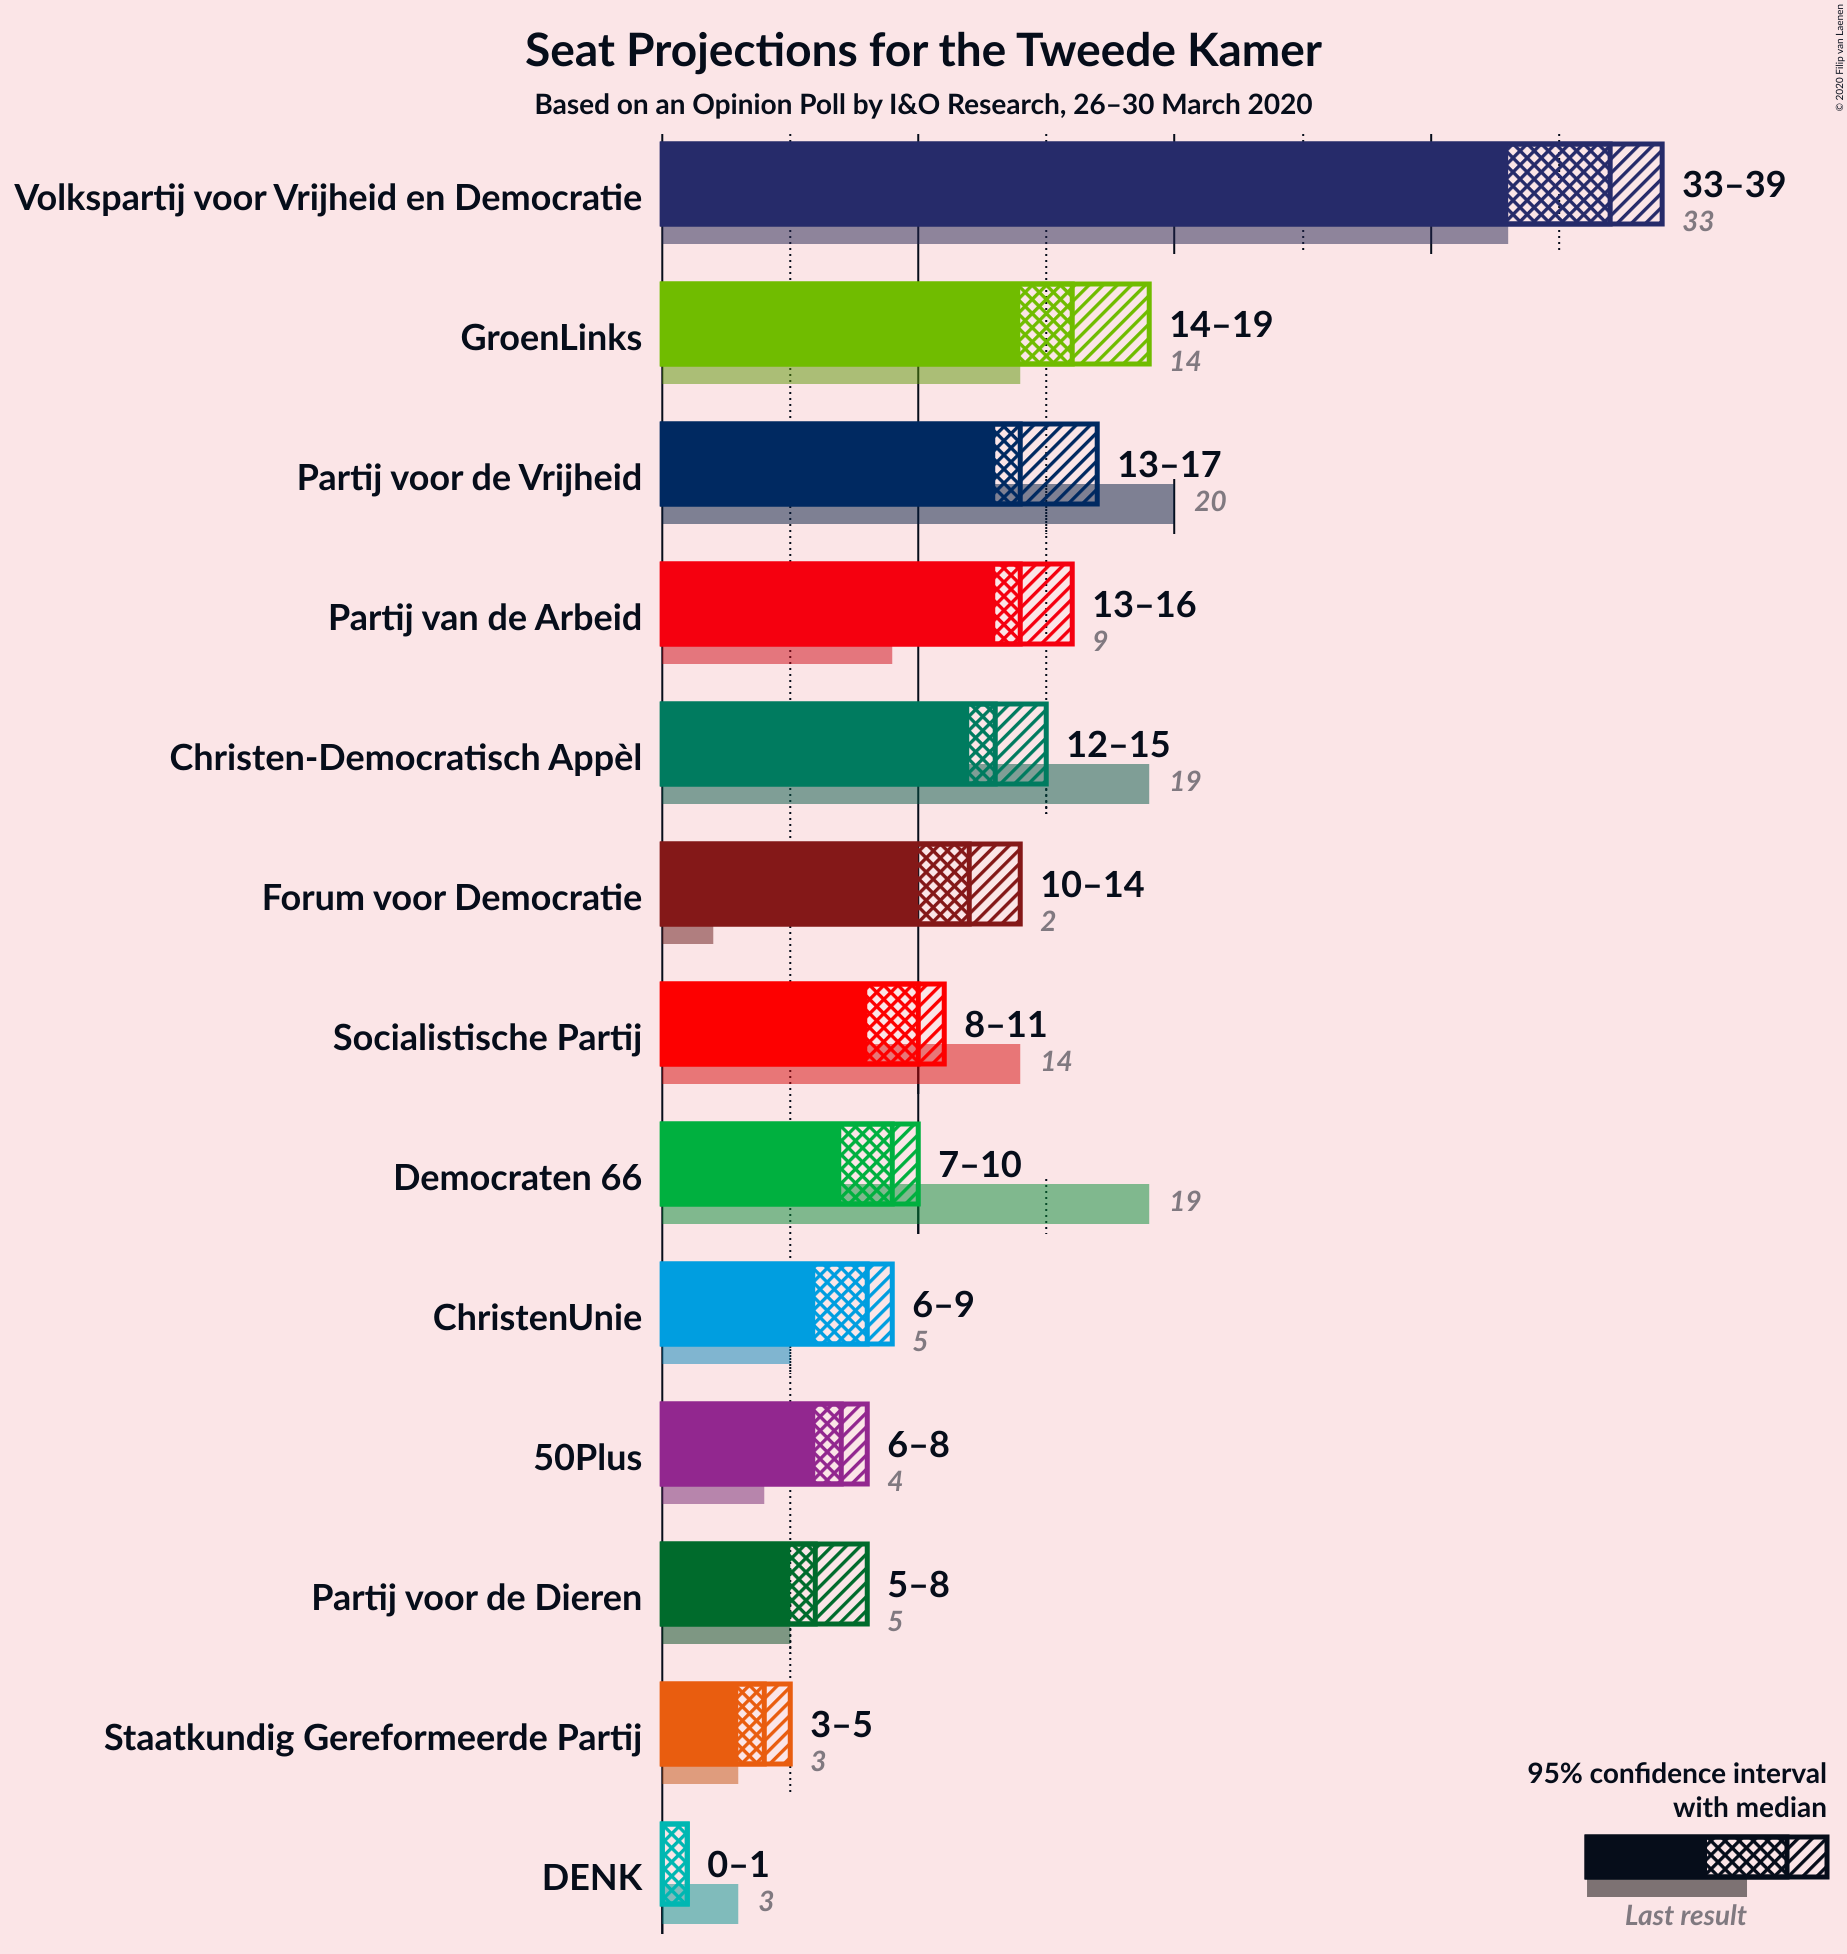 Seat Projections for the Tweede Kamer
Based on an Opinion Poll by I&O Research, 26–30 March 2020
© 2020 Filip van Laenen
Volkspartij voor Vrijheid en Democratie
33–39
33
GroenLinks
14–19
14
Partij voor de Vrijheid
13–17
20
Partij van de Arbeid
13–16
9
Christen-Democratisch Appèl
12–15
19
Forum voor Democratie
10–14
2
Socialistische Partij
8–11
14
Democraten 66
7–10
19
ChristenUnie
6–9
5
50Plus
6–8
4
Partij voor de Dieren
5–8
5
Staatkundig Gereformeerde Partij
3–5
3
DENK
0–1
3
95% confidence interval
with median
Last result